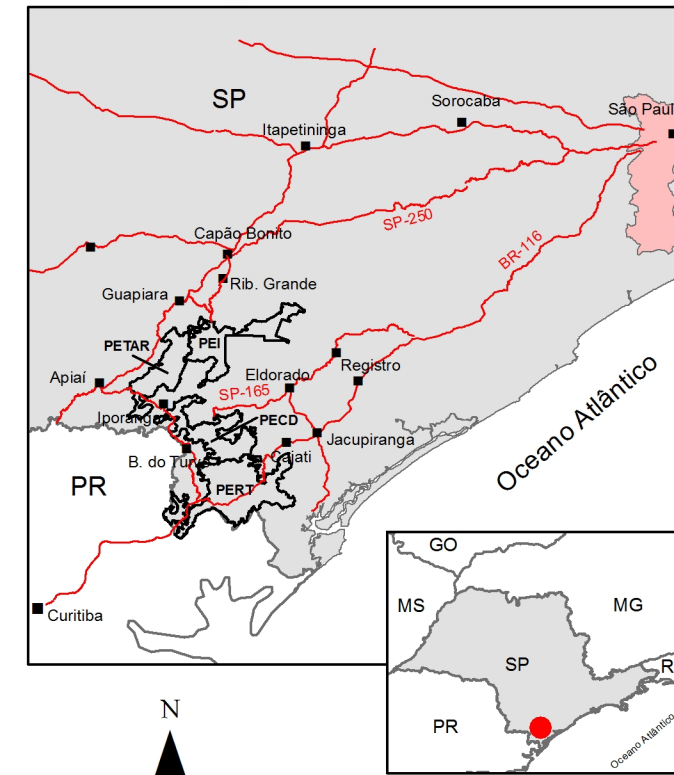 SP
Sorocaba
São Paul
Itapetininga
SP-250
Capão Bonito
BR-116
Rib. Grande
Guapiara
PETAR
PEI
Apiaí
Eldorado
Registro
SP-165
Iporanga
PECD
Jacupiranga
B. do Turvo
Cajati
PERT
PR
Oceano Atlântico
Curitiba
GO
MS
MG
SP
R
PR
Oceano Atlântico
N